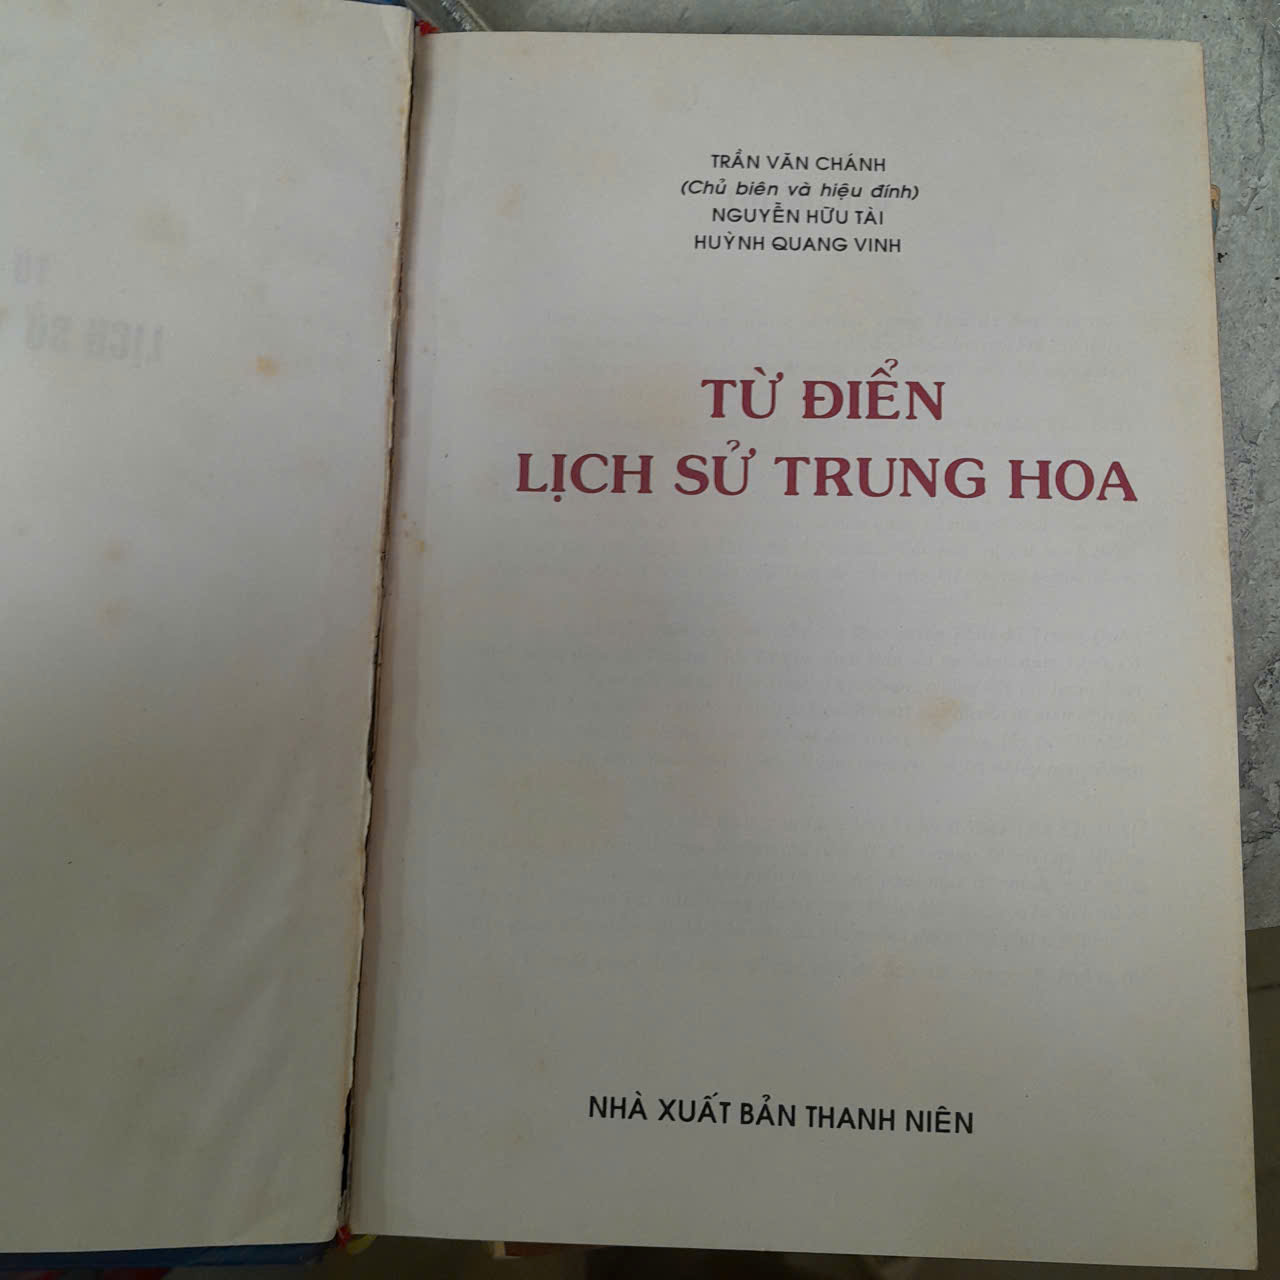 TRẦN VĂN CHÁNH
(Chủ biên và hiệu đính)
NGUYỄN HỮU TÀI
HUỲNH QUANG VINH
TỪ ĐIỂN
LỊCH SỬ TRUNG HOA
NHÀ XUẤT BẢN THANH NIÊN